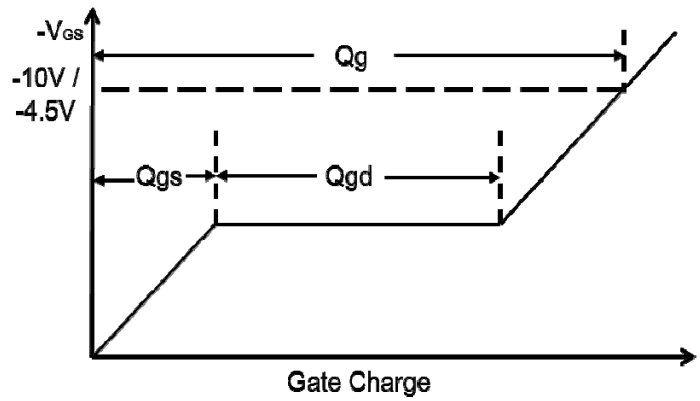 -VGS
Qg
-10V /
-4.5V
Qgs
Qgd
Gate Charge